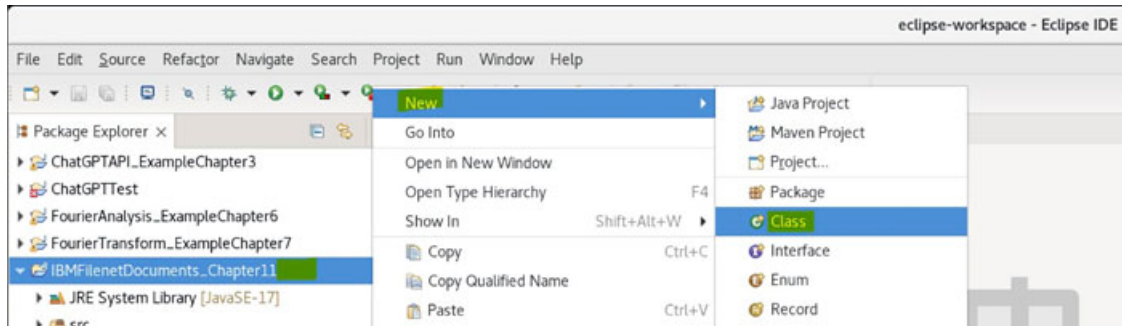 eclipse-workspace - Eclipse IDE
File Edit Source Refactor Navigate Search Project Run Window Help
Package Explorer
ChatGPTAPI_ExampleChapter3
ChatGPTTest
FourierAnalysis_ExampleChapter6
FourierTransform_ExampleChapter7
IBMFilenetDocuments_Chapter11
JRE System Library [JavaSE-17]
src
New
Go Into
Open in New Window
Open Type Hierarchy F4
Show In Shift+Alt+W
Copy Ctrl+C
Copy Qualified Name
Paste Ctrl+V
Java Project
Maven Project
Project...
Package
Class
Interface
Enum
Record